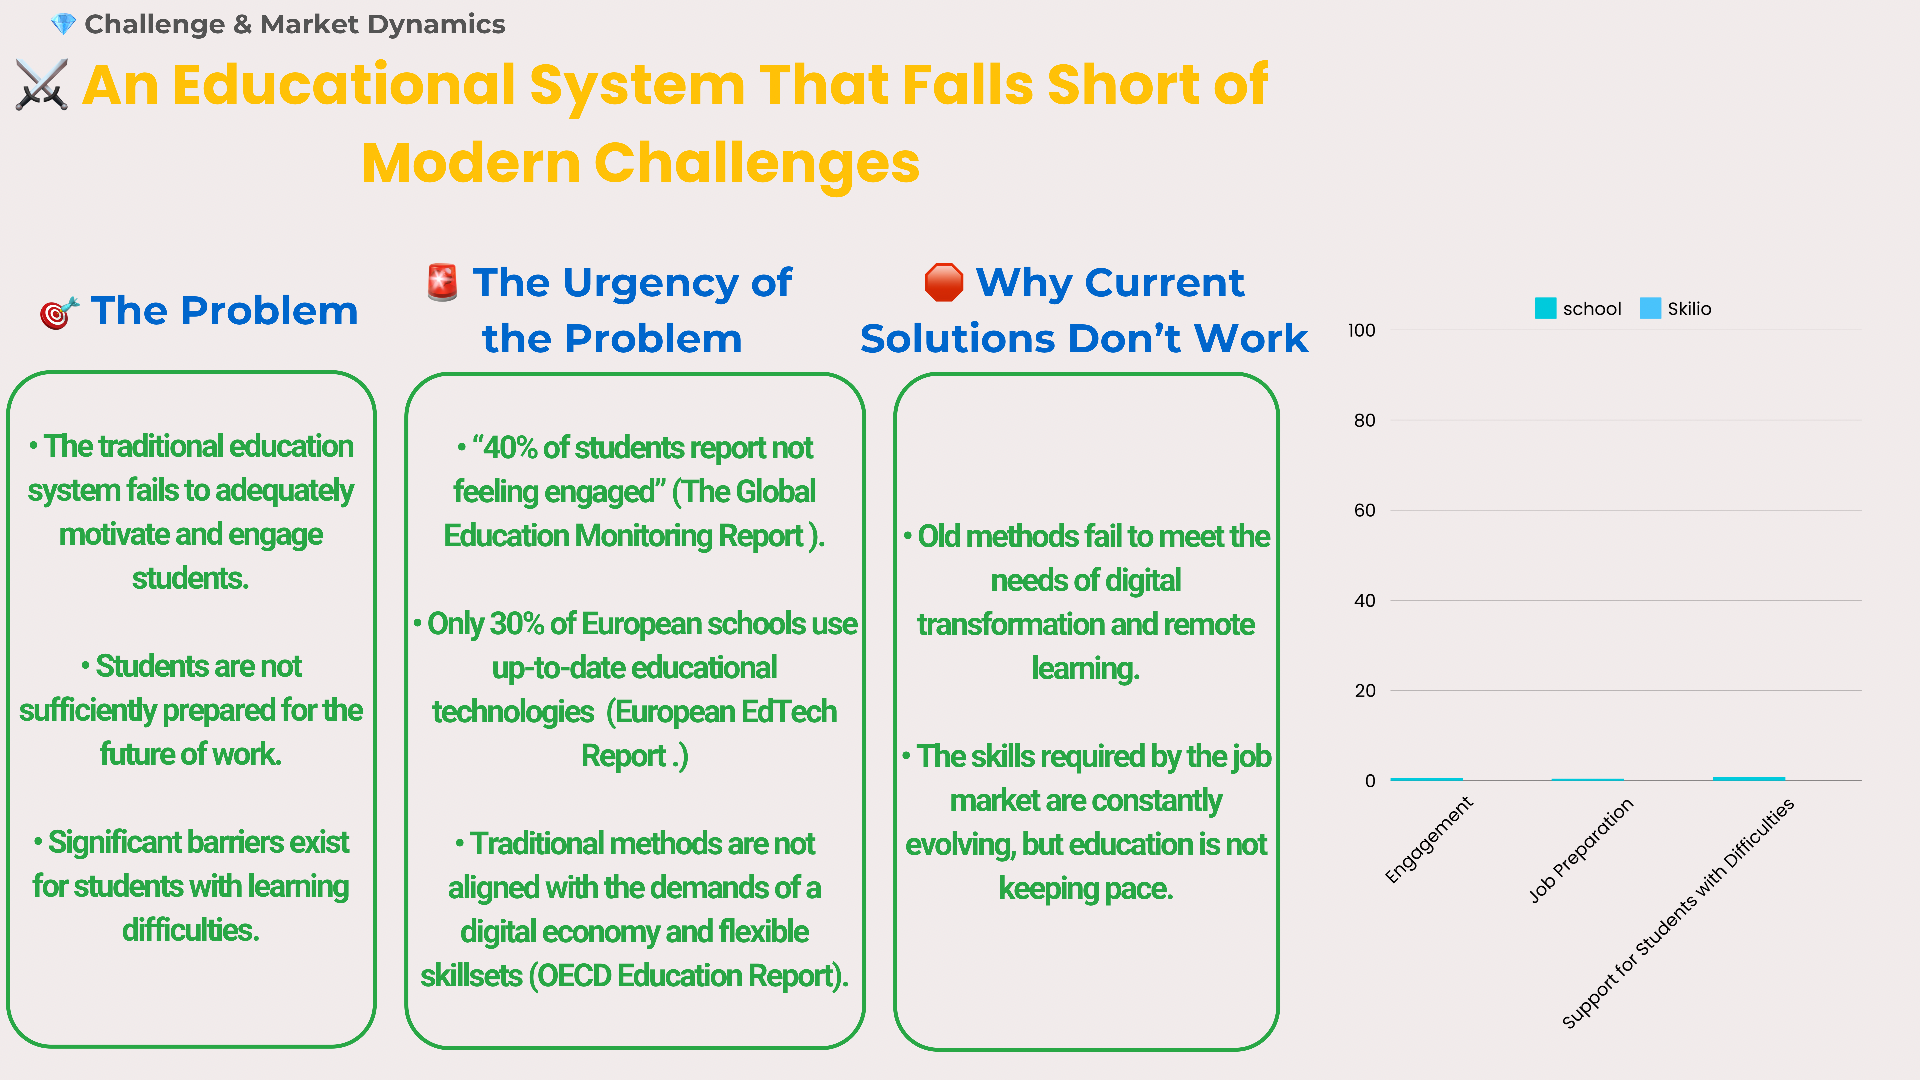 💎 Challenge & Market Dynamics
⚔️ An Educational System That Falls Short of
Modern Challenges
🎯 The Problem
• The traditional education
system fails to adequately
motivate and engage
students.
• Students are not
sufficiently prepared for the
future of work.
• Significant barriers exist
for students with learning
difficulties.
🚨 The Urgency of
the Problem
• “40% of students report not
feeling engaged” (The Global
Education Monitoring Report ).
• Only 30% of European schools use
up-to-date educational
technologies  (European EdTech
Report .)
• Traditional methods are not
aligned with the demands of a
digital economy and flexible
skillsets (OECD Education Report).
🛑 Why Current
Solutions Don’t Work
• Old methods fail to meet the
needs of digital
transformation and remote
learning.
• The skills required by the job
market are constantly
evolving, but education is not
keeping pace.
school Skilio
100
80
60
40
20
0
Engagement
Job Preparation
Support for Students with Difficulties